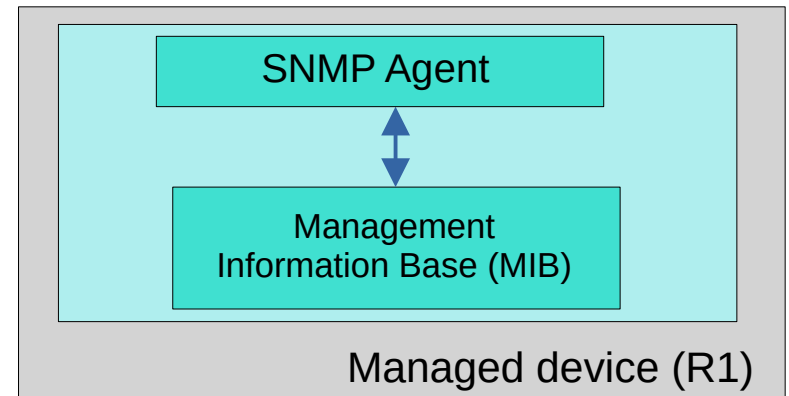 SNMP Agent
Management
Information Base (MIB)
Managed device (R1)